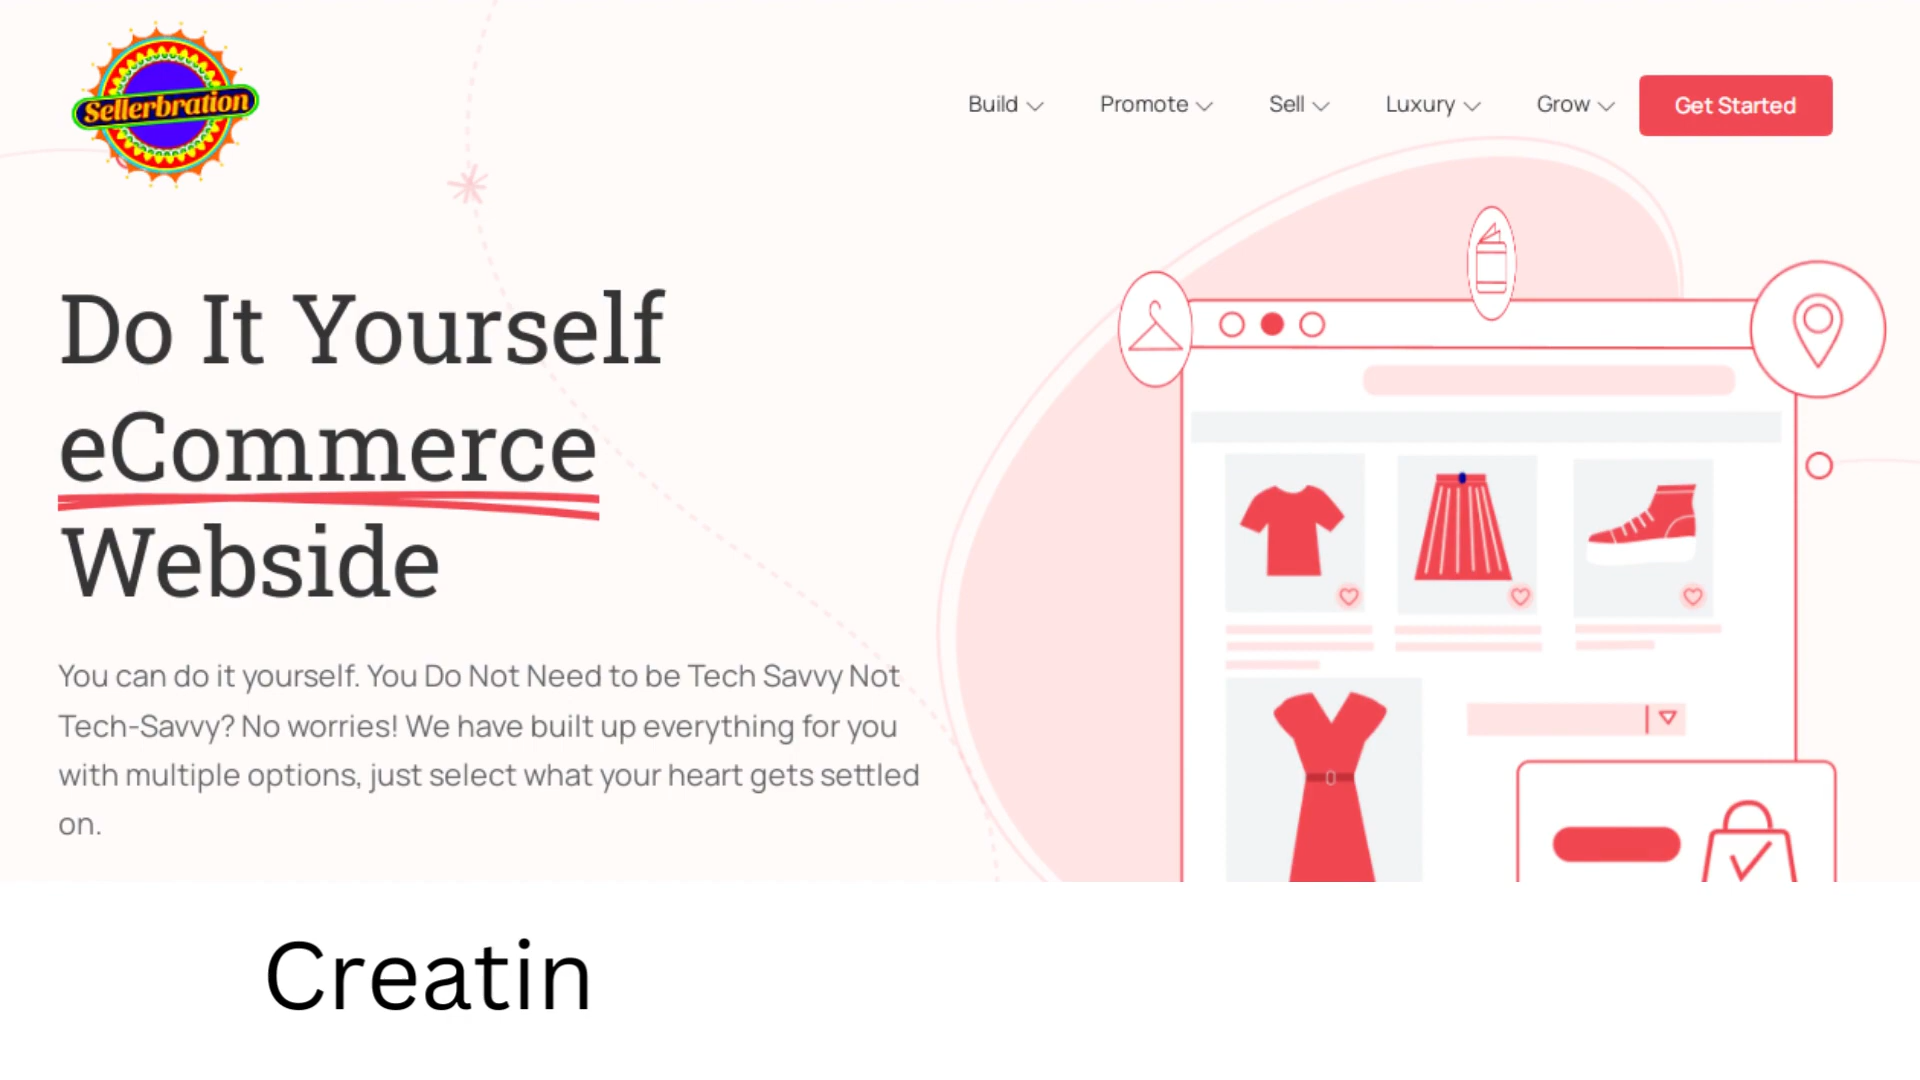 Sellerbration
Build Promote Sell Luxury Grow Get Started
Do It Yourself
eCommerce
Webside
You can do it yourself. You Do Not Need to be Tech Savvy Not
Tech-Savvy? No worries! We have built up everything for you
with multiple options, just select what your heart gets settled
on.
Creatin